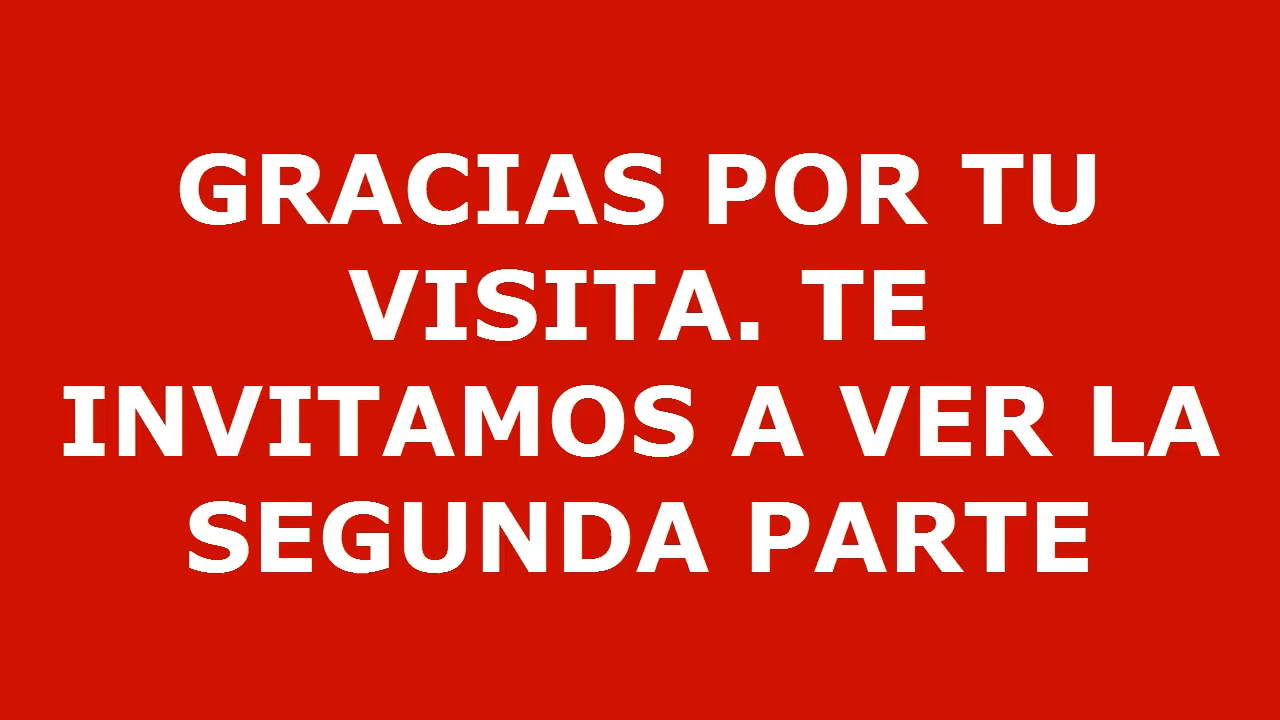 GRACIAS POR TU
VISITA. TE
INVITAMOS A VER LA
SEGUNDA PARTE